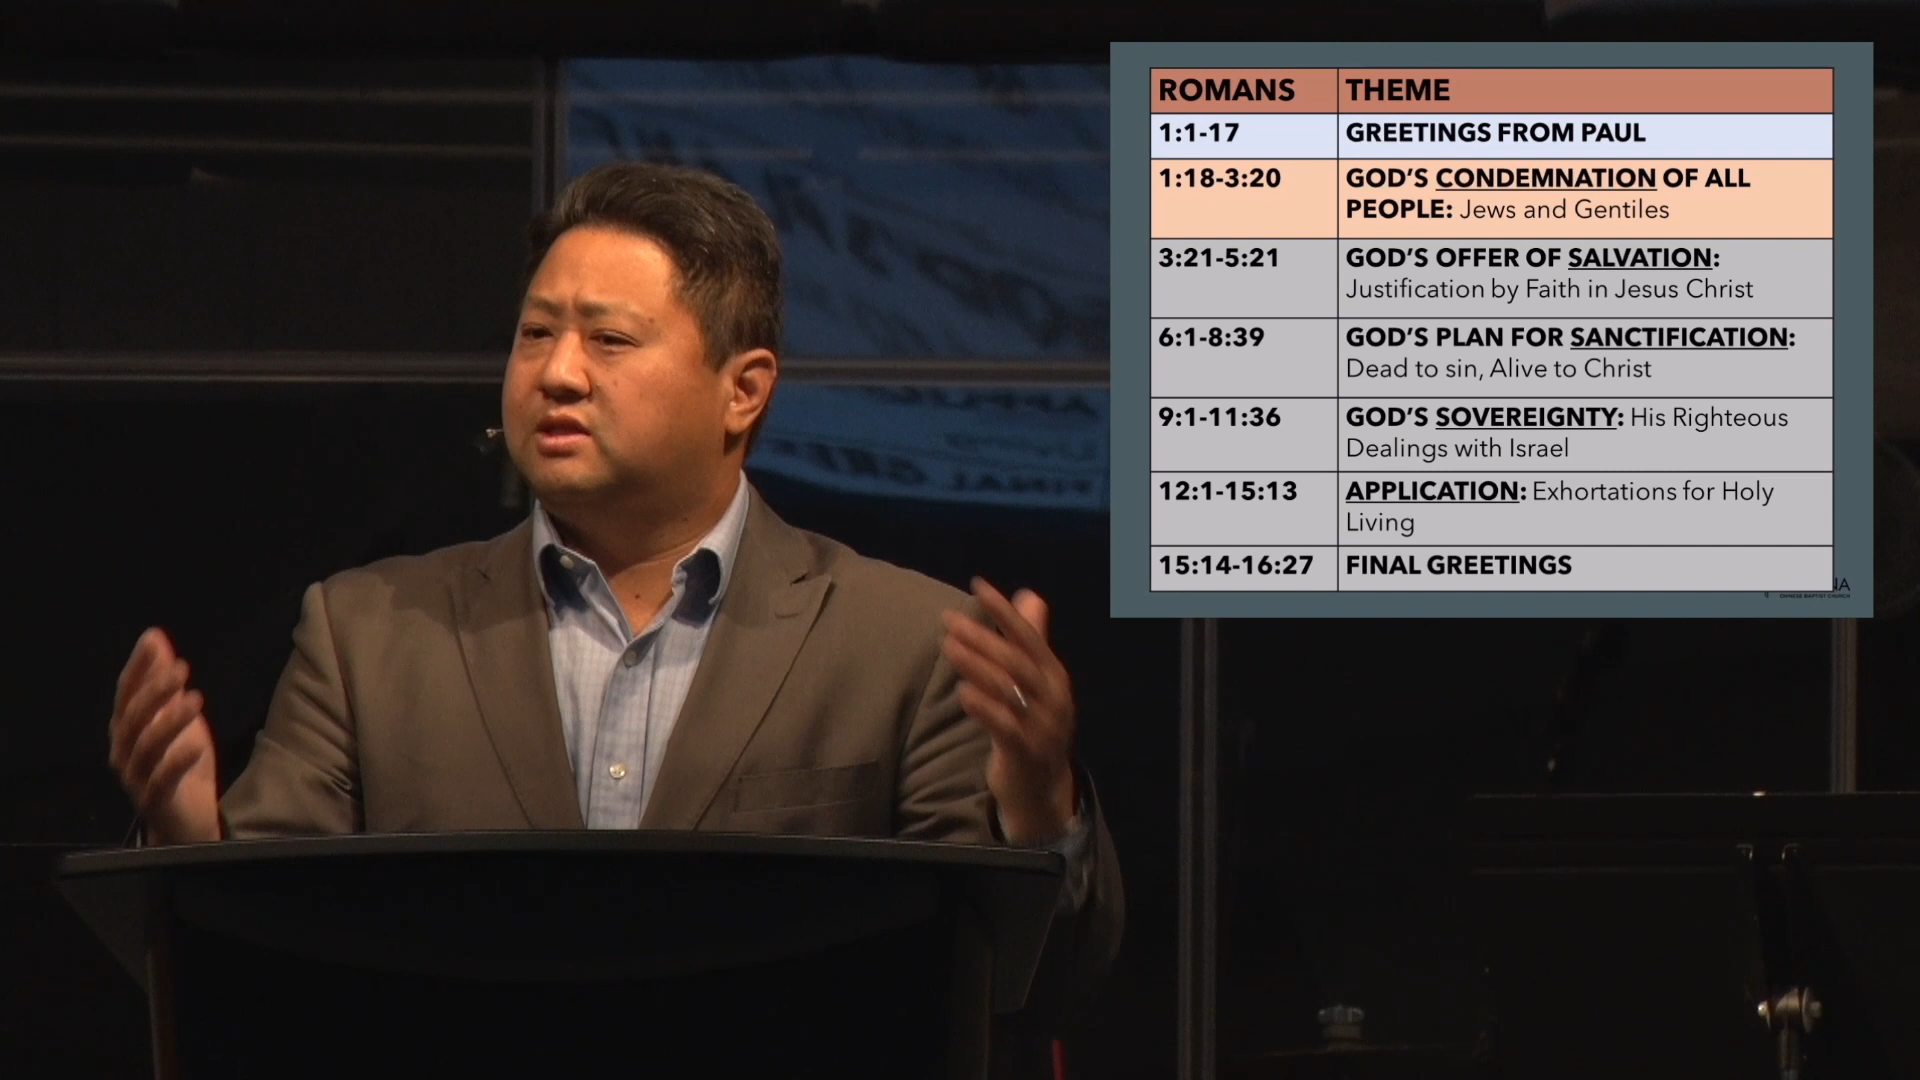 ROMANS THEME
1:1-17 GREETINGS FROM PAUL
1:18-3:20 GOD'S CONDEMNATION OF ALL
PEOPLE: Jews and Gentiles
3:21-5:21 GOD'S OFFER OF SALVATION:
Justification by Faith in Jesus Christ
6:1-8:39 GOD'S PLAN FOR SANCTIFICATION:
Dead to sin, Alive to Christ
9:1-11:36 GOD'S SOVEREIGNTY: His Righteous
Dealings with Israel
12:1-15:13 APPLICATION: Exhortations for Holy
Living
15:14-16:27 FINAL GREETINGS
CHINESE BAPTIST CHURCH